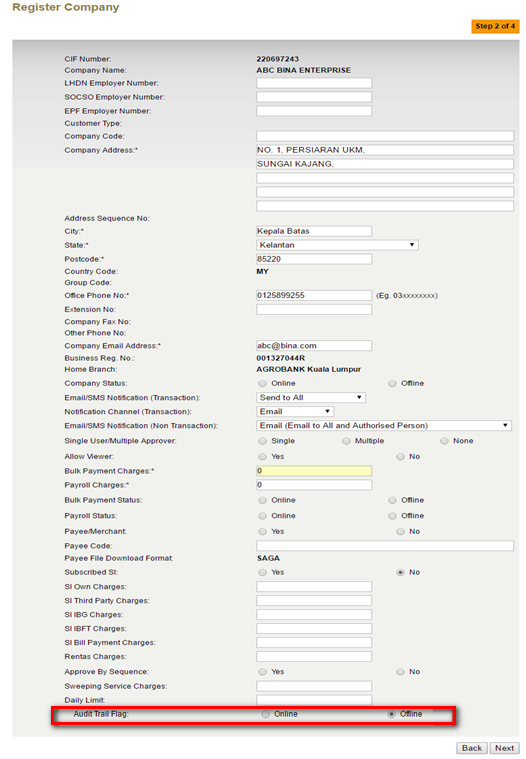 Register Company
Step 2 of 4
CIF Number: 220697243
Company Name: ABC BINA ENTERPRISE
LHDN Employer Number:
SOCSO Employer Number:
EPF Employer Number:
Customer Type:
Company Code:
Company Address:* NO. 1, PERSIARAN UKM,
SUNGAI KAJANG,
Address Sequence No:
City:* Kepala Batas
State:* Kelantan
Postcode:* 85220
Country Code: MY
Group Code:
Office Phone No:* 0125899255 (Eg. 03xxxxxxxx)
Extension No:
Company Fax No:
Other Phone No:
Company Email Address:* abc@bina.com
Business Reg. No.: 001327044R
Home Branch: AGROBANK Kuala Lumpur
Company Status: Online Offline
Email/SMS Notification (Transaction): Send to All
Notification Channel (Transaction): Email
Email/SMS Notification (Non Transaction): Email (Email to All and Authorised Person)
Single User/Multiple Approver: Single Multiple None
Allow Viewer: Yes No
Bulk Payment Charges:* 0
Payroll Charges:* 0
Bulk Payment Status: Online Offline
Payroll Status: Online Offline
Payee/Merchant: Yes No
Payee Code:
Payee File Download Format: SAGA
Subscribed SI: Yes No
SI Own Charges:
SI Third Party Charges:
SI IBG Charges:
SI IBFT Charges:
SI Bill Payment Charges:
Rentas Charges:
Approve By Sequence: Yes No
Sweeping Service Charges:
Daily Limit:
Audit Trail Flag: Online Offline
Back Next